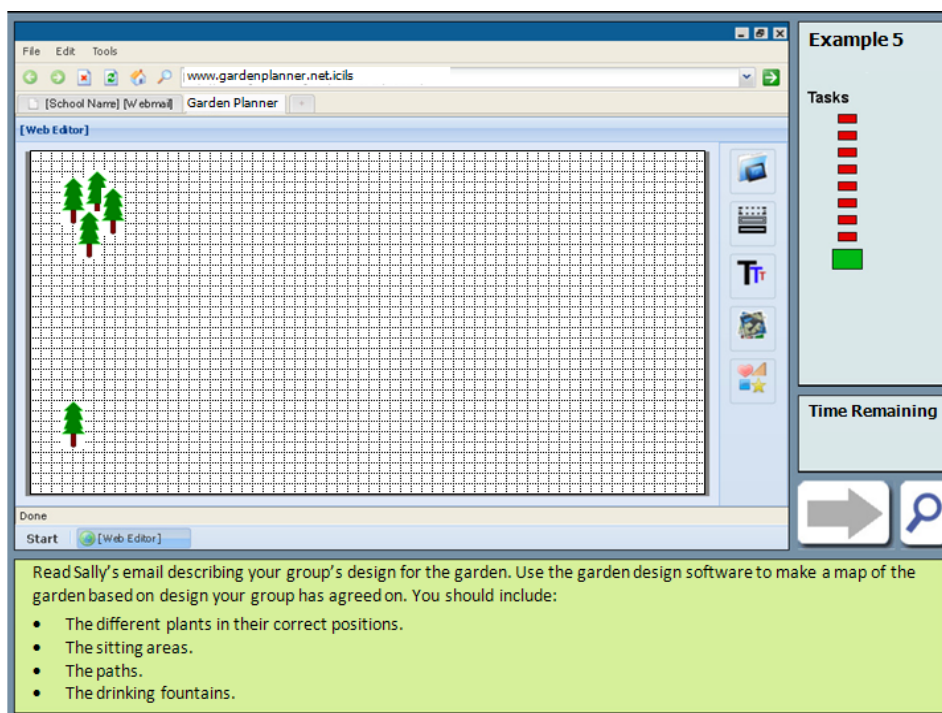 Example 5
File Edit Tools
www.gardenplanner.net.icils
[School Name] [Webmail] Garden Planner +
Tasks
[Web Editor]
TTT
Time Remaining
Done
Start [Web Editor]
Read Sally's email describing your group's design for the garden. Use the garden design software to make a map of the
garden based on design your group has agreed on. You should include:
• The different plants in their correct positions.
• The sitting areas.
• The paths.
• The drinking fountains.